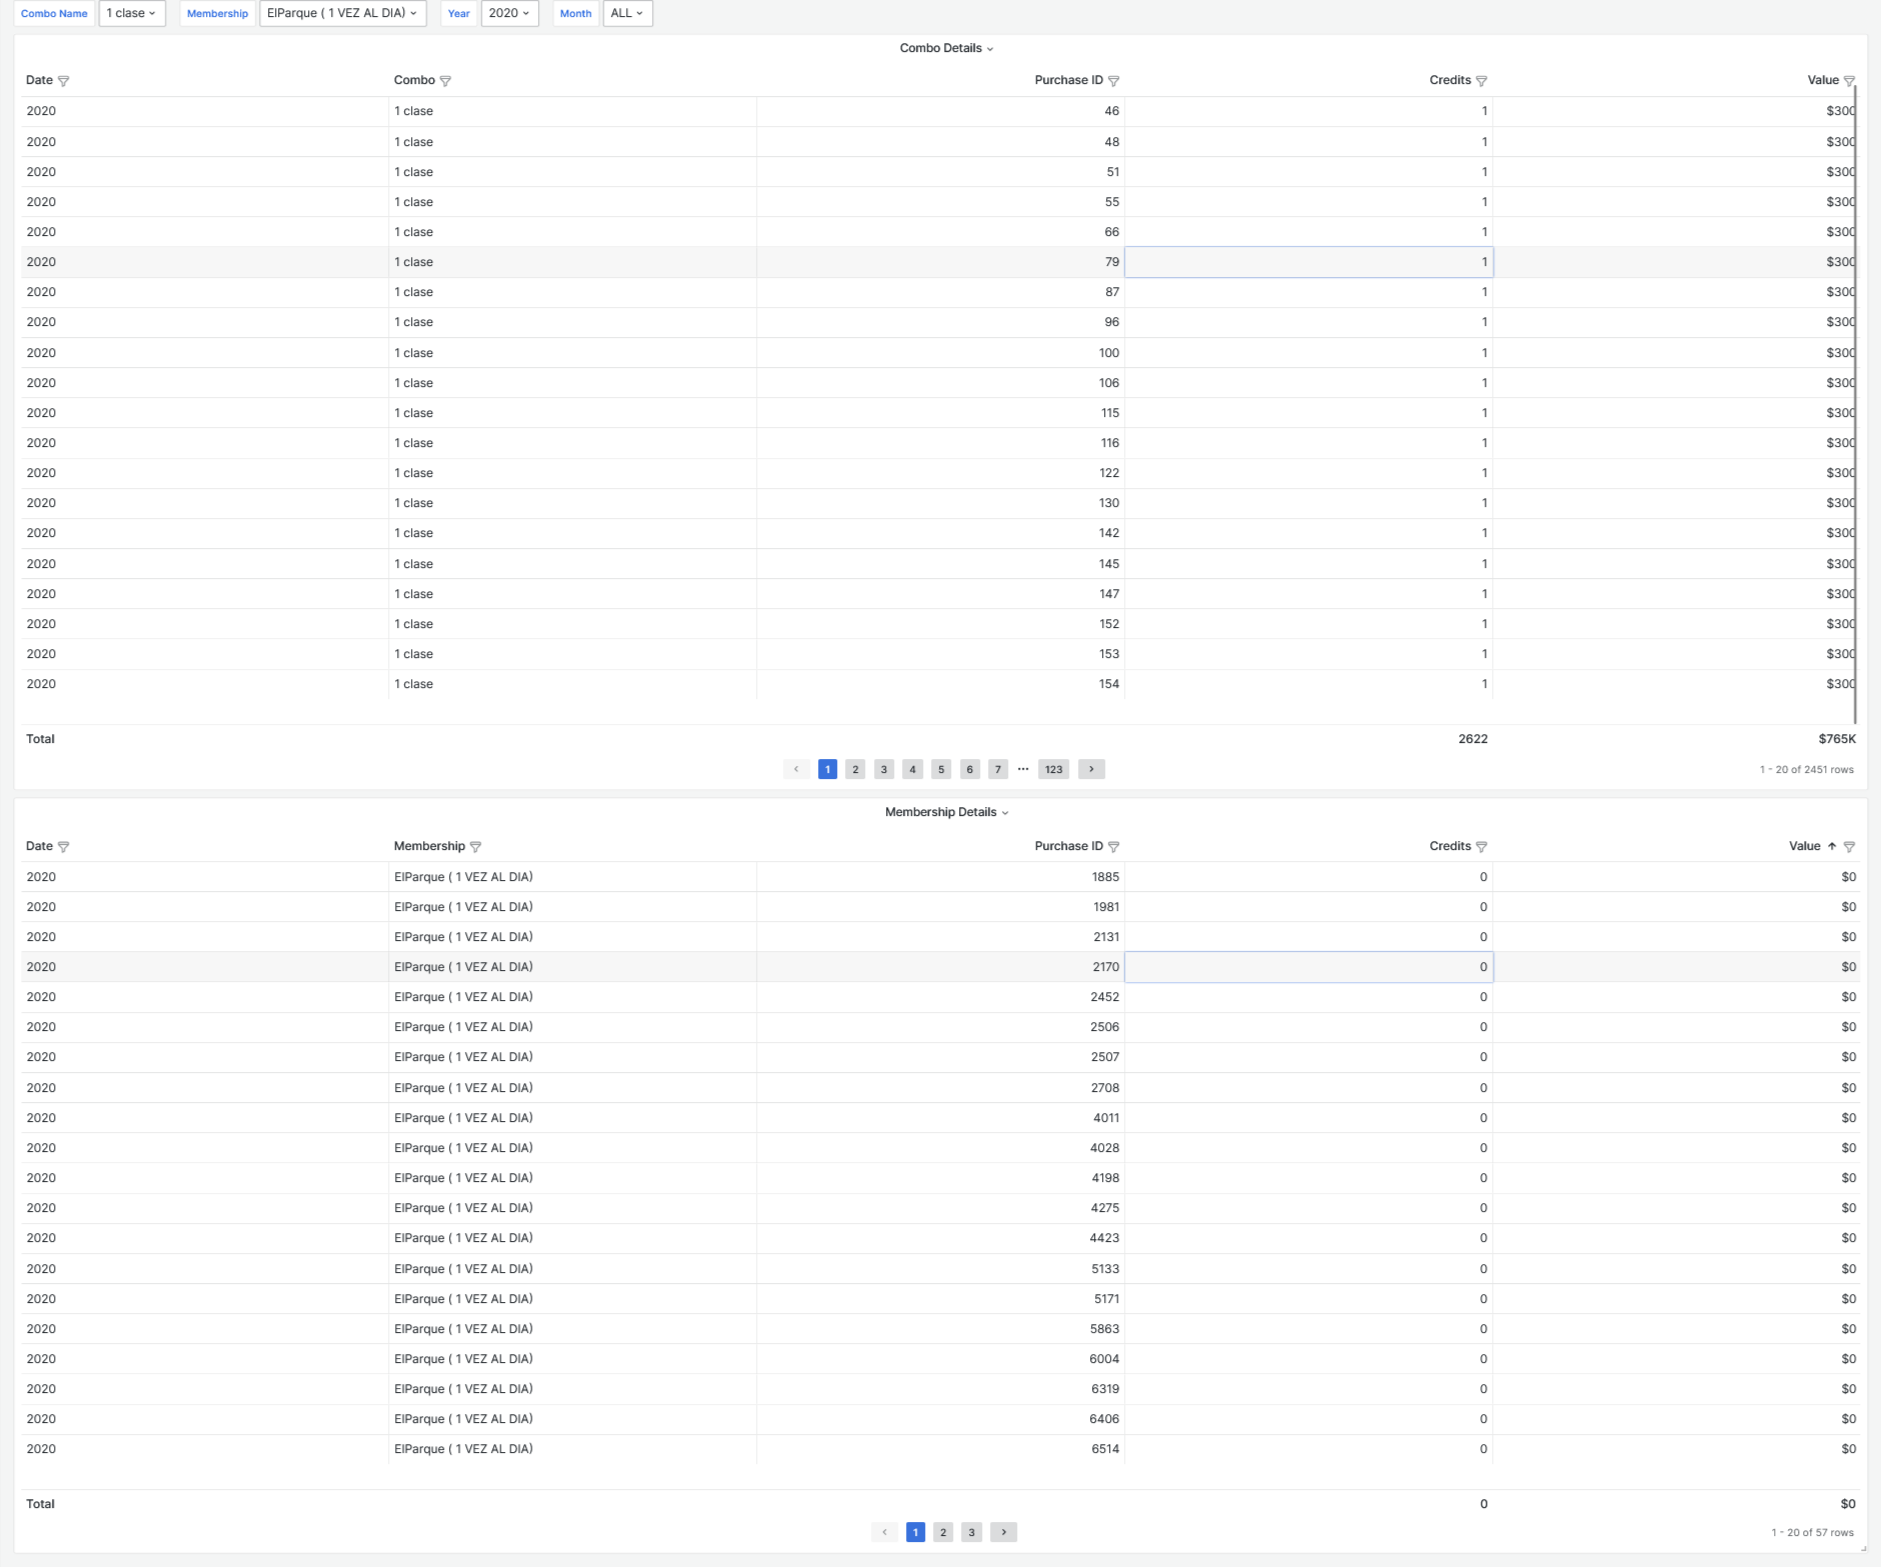 Combo Name 1 clase Membership ElParque ( 1 VEZ AL DIA) Year 2020 Month ALL
Combo Details
Date Combo Purchase ID Credits Value
2020 1 clase 46 1 $300
2020 1 clase 48 1 $300
2020 1 clase 51 1 $300
2020 1 clase 55 1 $300
2020 1 clase 66 1 $300
2020 1 clase 79 1 $300
2020 1 clase 87 1 $300
2020 1 clase 96 1 $300
2020 1 clase 100 1 $300
2020 1 clase 106 1 $300
2020 1 clase 115 1 $300
2020 1 clase 116 1 $300
2020 1 clase 122 1 $300
2020 1 clase 130 1 $300
2020 1 clase 142 1 $300
2020 1 clase 145 1 $300
2020 1 clase 147 1 $300
2020 1 clase 152 1 $300
2020 1 clase 153 1 $300
2020 1 clase 154 1 $300
Total 2622 $765K
1 2 3 4 5 6 7 ··· 123 1 - 20 of 2451 rows
Membership Details
Date Membership Purchase ID Credits Value
2020 ElParque ( 1 VEZ AL DIA) 1885 0 $0
2020 ElParque ( 1 VEZ AL DIA) 1981 0 $0
2020 ElParque ( 1 VEZ AL DIA) 2131 0 $0
2020 ElParque ( 1 VEZ AL DIA) 2170 0 $0
2020 ElParque ( 1 VEZ AL DIA) 2452 0 $0
2020 ElParque ( 1 VEZ AL DIA) 2506 0 $0
2020 ElParque ( 1 VEZ AL DIA) 2507 0 $0
2020 ElParque ( 1 VEZ AL DIA) 2708 0 $0
2020 ElParque ( 1 VEZ AL DIA) 4011 0 $0
2020 ElParque ( 1 VEZ AL DIA) 4028 0 $0
2020 ElParque ( 1 VEZ AL DIA) 4198 0 $0
2020 ElParque ( 1 VEZ AL DIA) 4275 0 $0
2020 ElParque ( 1 VEZ AL DIA) 4423 0 $0
2020 ElParque ( 1 VEZ AL DIA) 5133 0 $0
2020 ElParque ( 1 VEZ AL DIA) 5171 0 $0
2020 ElParque ( 1 VEZ AL DIA) 5863 0 $0
2020 ElParque ( 1 VEZ AL DIA) 6004 0 $0
2020 ElParque ( 1 VEZ AL DIA) 6319 0 $0
2020 ElParque ( 1 VEZ AL DIA) 6406 0 $0
2020 ElParque ( 1 VEZ AL DIA) 6514 0 $0
Total 0 $0
1 2 3 1 - 20 of 57 rows